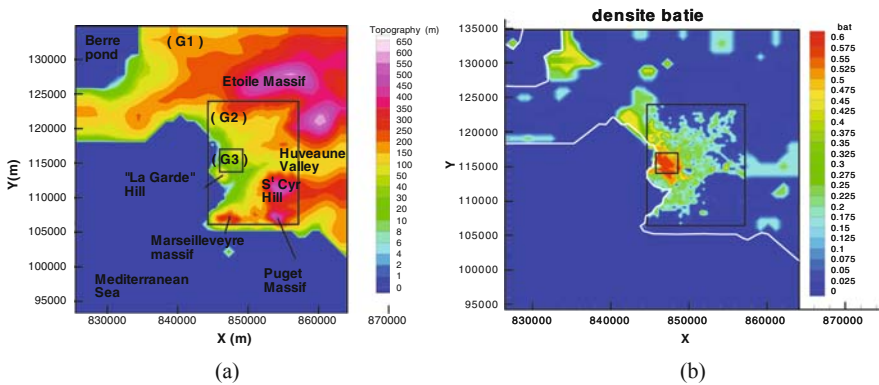 Topography (m)
Berre
pond
( G1 )
Etoile Massif
( G2 )
( G3 )
Huveaune
Valley
"La Garde"
Hill
St Cyr
Hill
Marseilleveyre
massif
Puget
Massif
Mediterranean
Sea
135000
130000
125000
120000
115000
110000
105000
100000
95000
Y(m)
830000
840000
850000
860000
870000
X (m)
650
600
550
500
450
400
350
300
250
200
150
100
50
40
30
20
10
8
6
4
2
1
0
(a)
densite batie
135000
130000
125000
120000
115000
110000
105000
100000
95000
Y
830000
840000
850000
860000
870000
X
bat
0.6
0.575
0.55
0.525
0.5
0.475
0.45
0.425
0.4
0.375
0.35
0.325
0.3
0.275
0.25
0.225
0.2
0.175
0.15
0.125
0.1
0.075
0.05
0.025
0
(b)